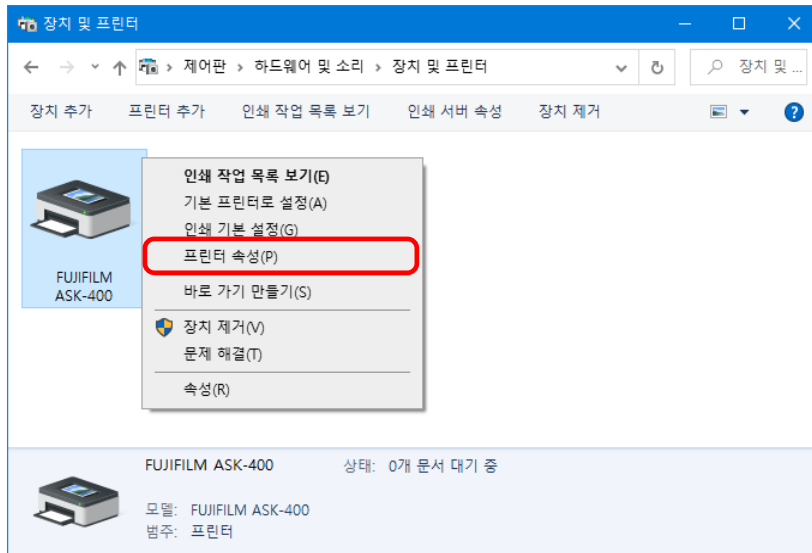 장치 및 프린터
제어판 › 하드웨어 및 소리 › 장치 및 프린터
장치 및 ...
장치 추가 프린터 추가 인쇄 작업 목록 보기 인쇄 서버 속성 장치 제거
인쇄 작업 목록 보기(E)
기본 프린터로 설정(A)
인쇄 기본 설정(G)
프린터 속성(P)
바로 가기 만들기(S)
장치 제거(V)
문제 해결(T)
속성(R)
FUJIFILM
ASK-400
FUJIFILM ASK-400 상태: 0개 문서 대기 중
모델: FUJIFILM ASK-400
범주: 프린터